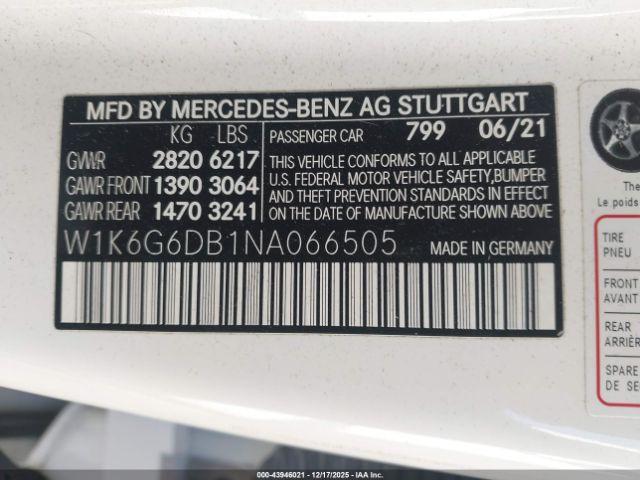 MFD BY MERCEDES-BENZ AG STUTTGART
KG LBS
GVWR 2820 6217
GAWR FRONT 1390 3064
GAWR REAR 1470 3241
PASSENGER CAR 799 06/21
THIS VEHICLE CONFORMS TO ALL APPLICABLE
U.S. FEDERAL MOTOR VEHICLE SAFETY,BUMPER
AND THEFT PREVENTION STANDARDS IN EFFECT
ON THE DATE OF MANUFACTURE SHOWN ABOVE.
W1K6G6DB1NA066505 MADE IN GERMANY
The
Le poids
TIRE
PNEU
FRONT
AVANT
REAR
ARRIÈR
SPARE
DE SE
000-43946021 - 12/17/2025 - IAAI.COM